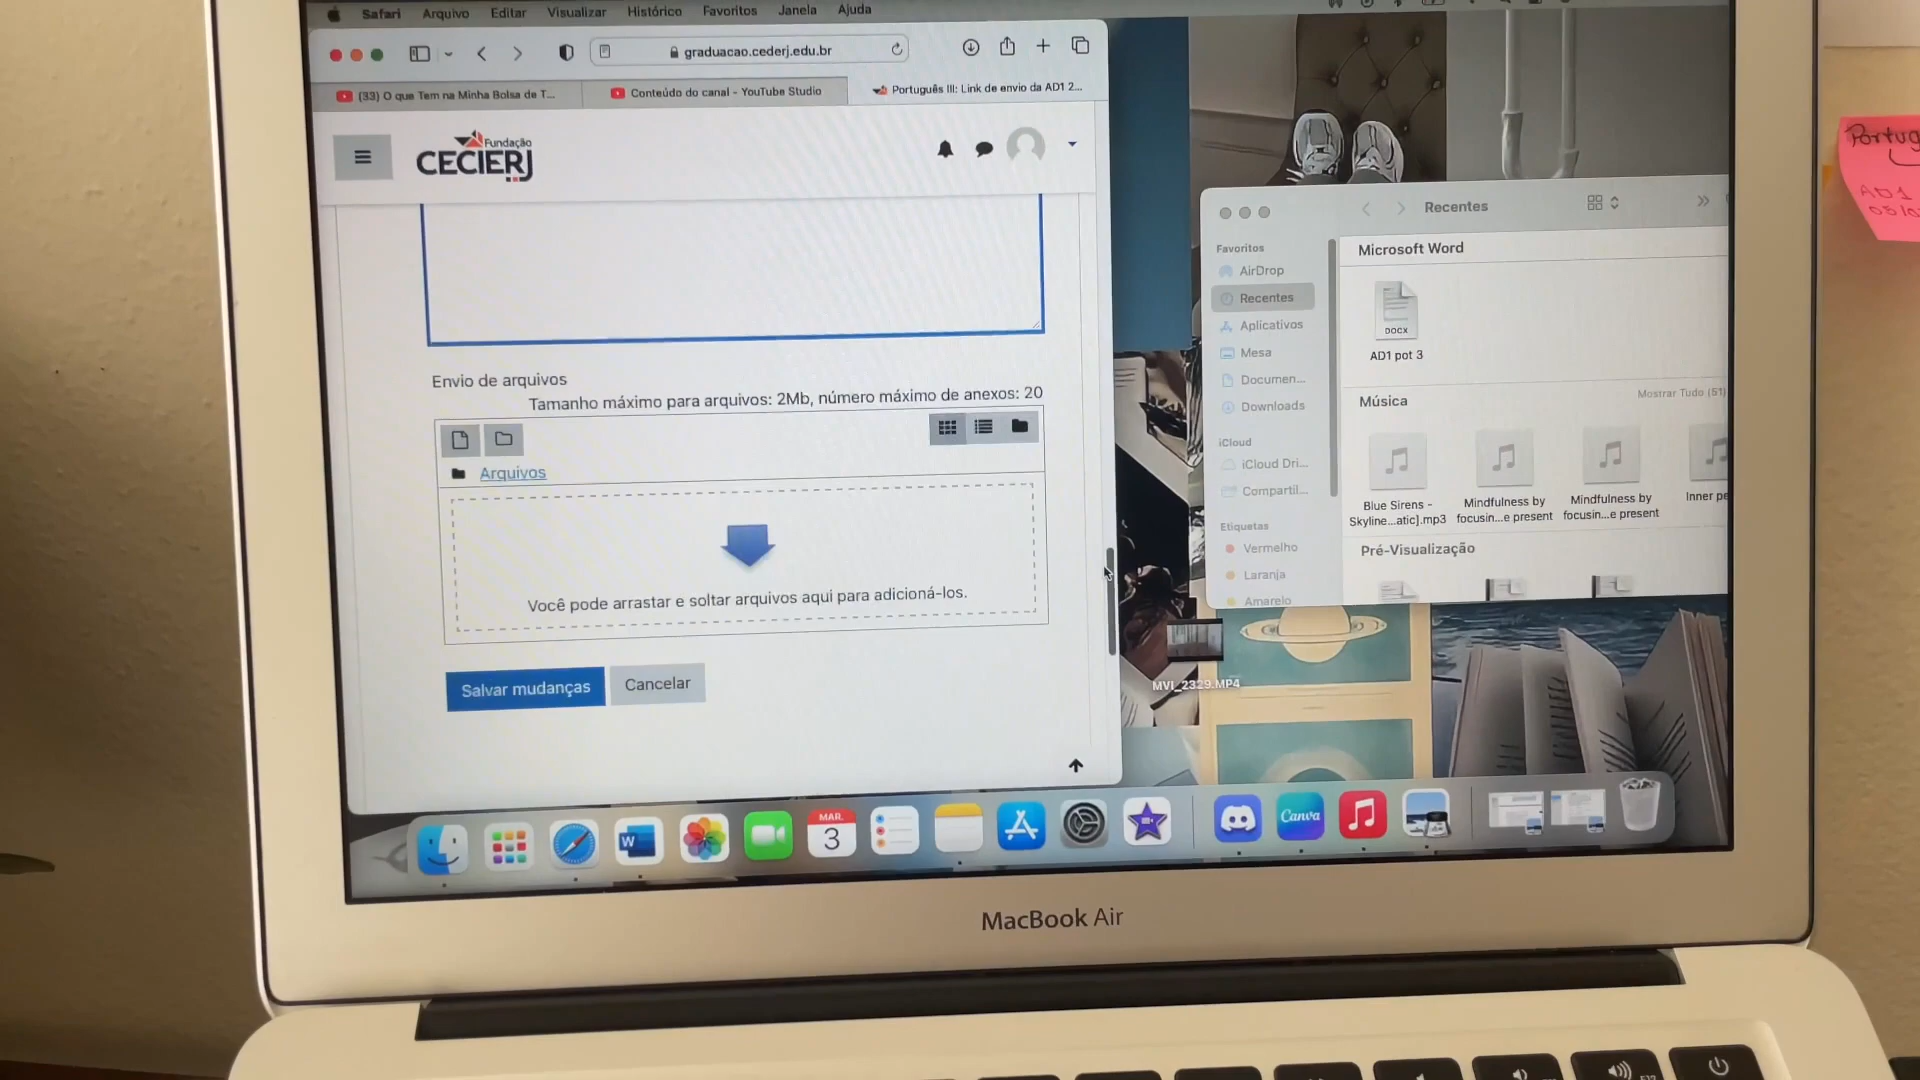 Safari Arquivo Editar Visualizar Histórico Favoritos Janela Ajuda
graduacao.cederj.edu.br
(33) O que Tem na Minha Bolsa de T...
Conteúdo do canal - YouTube Studio
Português III: Link de envio da AD1 2...
Fundação
CECIERJ
Envio de arquivos
Tamanho máximo para arquivos: 2Mb, número máximo de anexos: 20
Arquivos
Você pode arrastar e soltar arquivos aqui para adicioná-los.
Salvar mudanças
Cancelar
Recentes
Favoritos
AirDrop
Recentes
Aplicativos
Mesa
Documen...
Downloads
iCloud
iCloud Dri...
Compartil...
Etiquetas
Vermelho
Laranja
Amarelo
Microsoft Word
DOCX
AD1 pot 3
Música
Mostrar Tudo (51)
Blue Sirens -
Skyline...atic].mp3
Mindfulness by
focusin...e present
Mindfulness by
focusin...e present
Inner pe
Pré-Visualização
MVI_2329.MP4
W
MAR.
3
Canva
MacBook Air
Portug
AD1